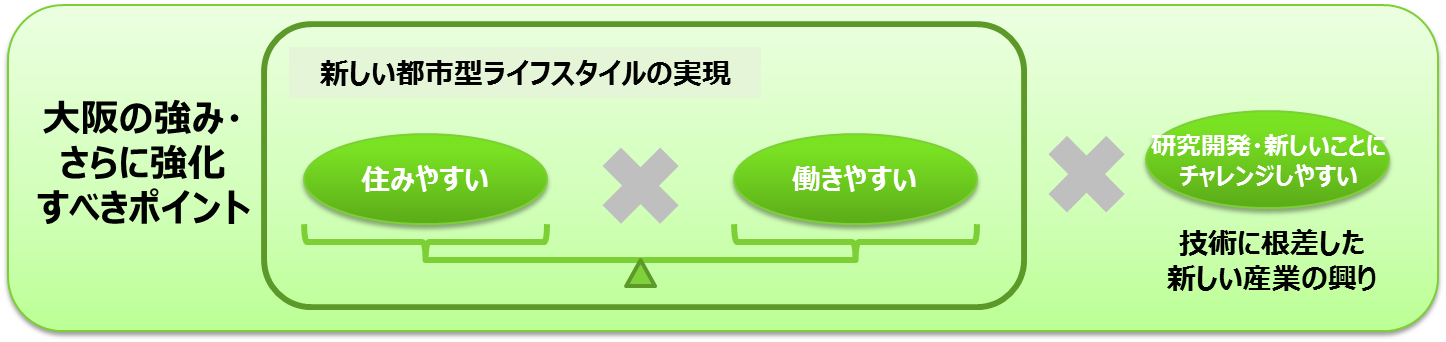 大阪の強み・
さらに強化
すべきポイント
新しい都市型ライフスタイルの実現
住みやすい
働きやすい
研究開発・新しいことに
チャレンジしやすい
技術に根差した
新しい産業の興り